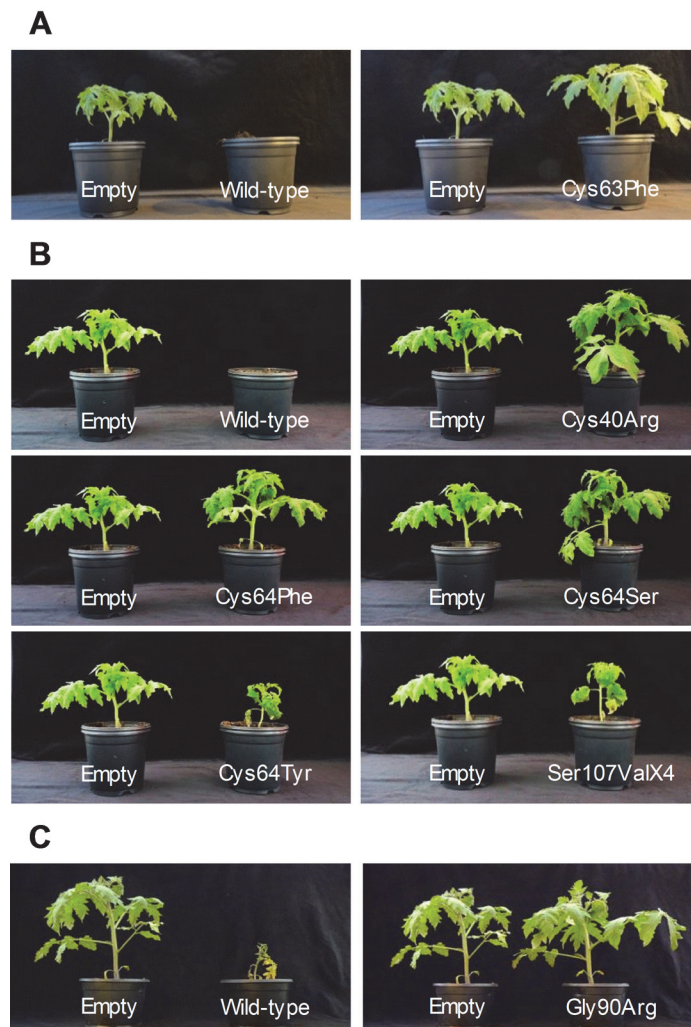 A
Empty Wild-type Empty Cys63Phe
B
Empty Wild-type Empty Cys40Arg
Empty Cys64Phe Empty Cys64Ser
Empty Cys64Tyr Empty Ser107ValX4
C
Empty Wild-type Empty Gly90Arg